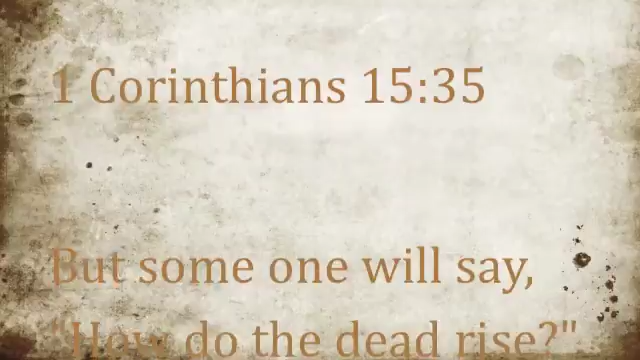 1 Corinthians 15:35
But some one will say,
"How do the dead rise?"